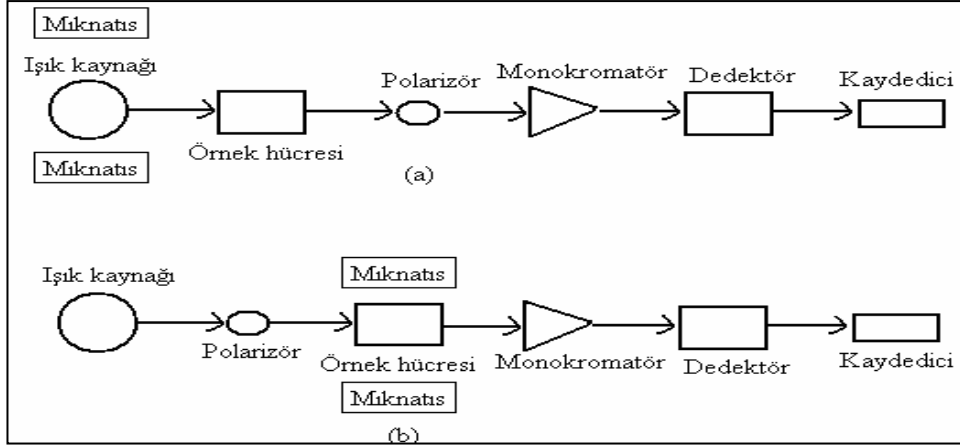 Mıknatıs
Işık kaynağı
Polarizör
Monokromatör
Dedektör
Kaydedici
Mıknatıs
Örnek hücresi
(a)
Işık kaynağı
Mıknatıs
Polarizör
Örnek hücresi
Monokromatör
Dedektör
Kaydedici
Mıknatıs
(b)